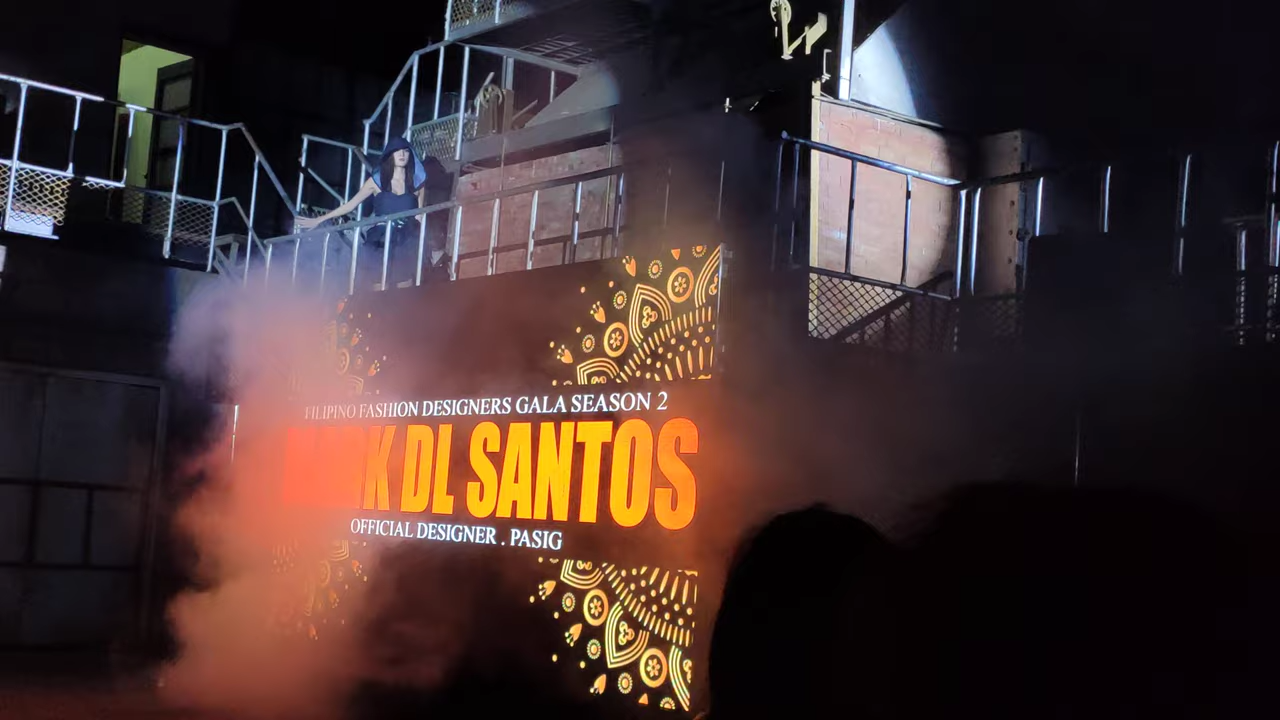 FILIPINO FASHION DESIGNERS GALA SEASON 2
DL SANTOS
OFFICIAL DESIGNER . PASIG